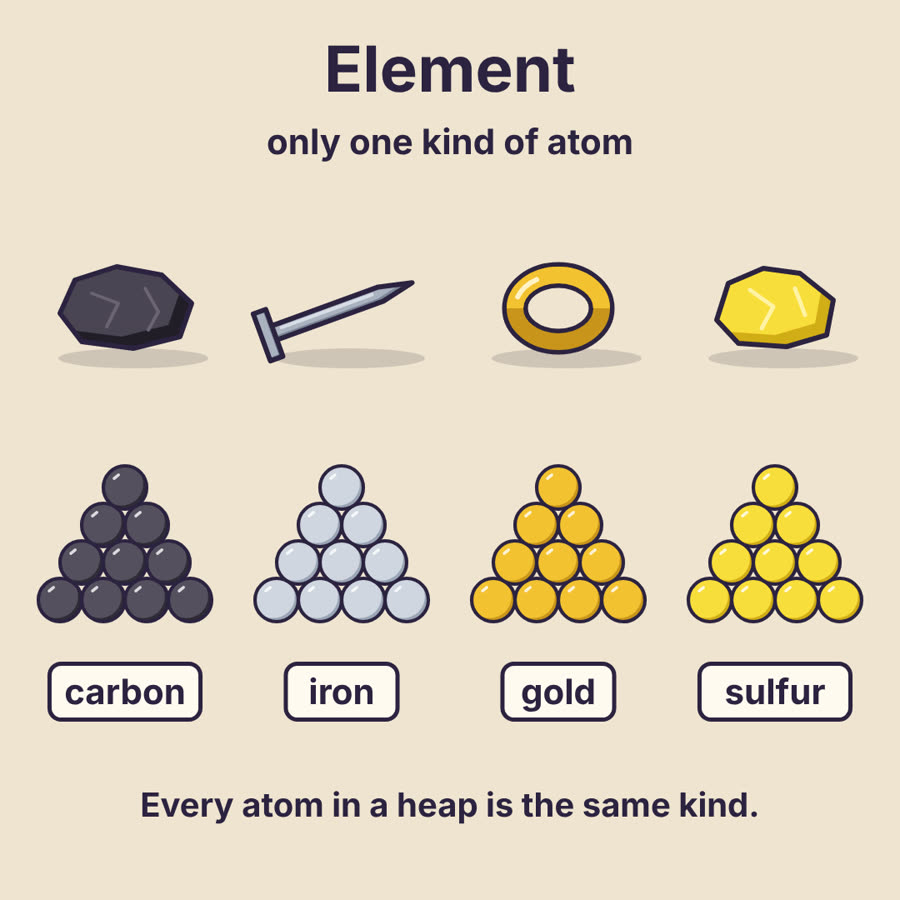 Element
only one kind of atom
carbon
iron
gold
sulfur
Every atom in a heap is the same kind.